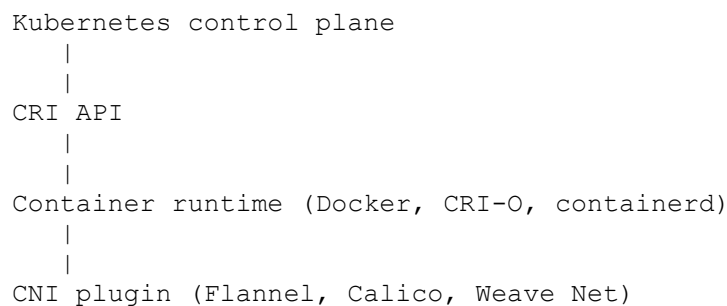 Kubernetes control plane
|
|
CRI API
|
|
Container runtime (Docker, CRI-O, containerd)
|
|
CNI plugin (Flannel, Calico, Weave Net)